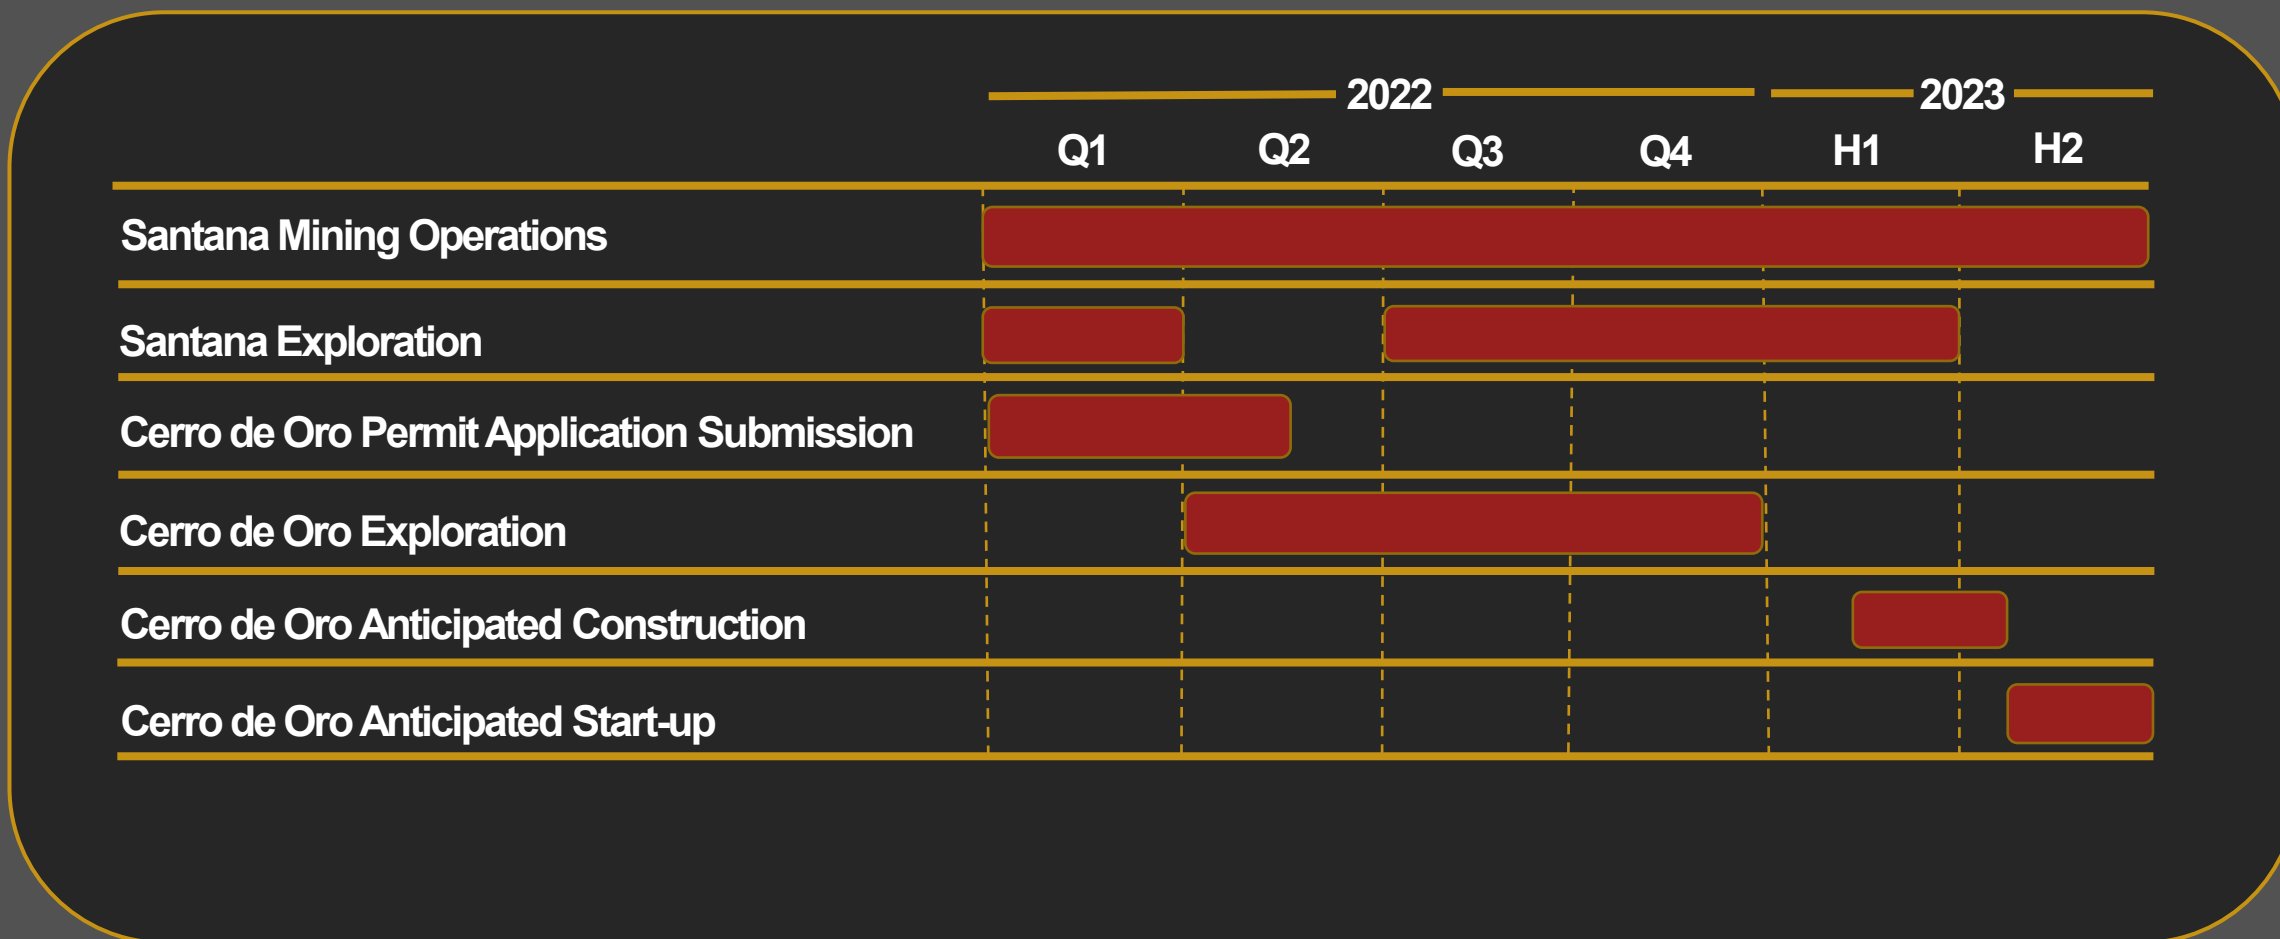 2022 2023
Q1 Q2 Q3 Q4 H1 H2
Santana Mining Operations
Santana Exploration
Cerro de Oro Permit Application Submission
Cerro de Oro Exploration
Cerro de Oro Anticipated Construction
Cerro de Oro Anticipated Start-up